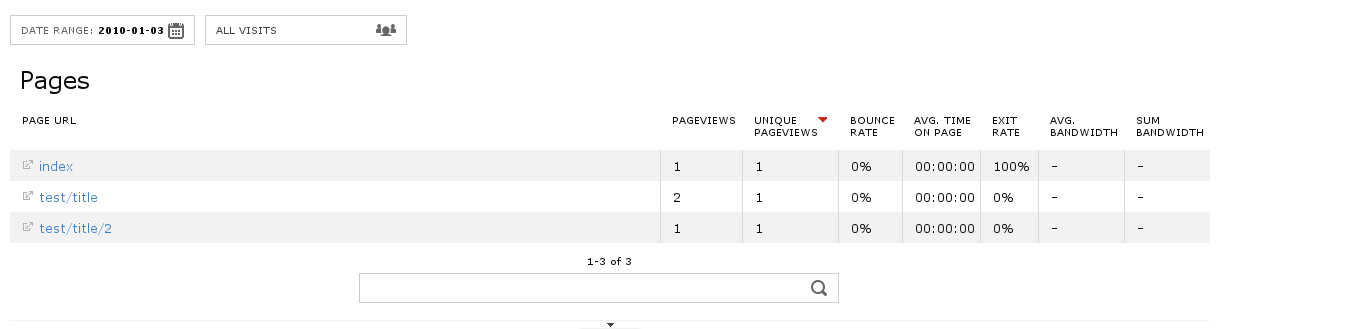 DATE RANGE: 2010-01-03 ALL VISITS
Pages
PAGE URL PAGEVIEWS UNIQUE PAGEVIEWS BOUNCE RATE AVG. TIME ON PAGE EXIT RATE AVG. BANDWIDTH SUM BANDWIDTH
index 1 1 0% 00:00:00 100% - -
test/title 2 1 0% 00:00:00 0% - -
test/title/2 1 1 0% 00:00:00 0% - -
1-3 of 3